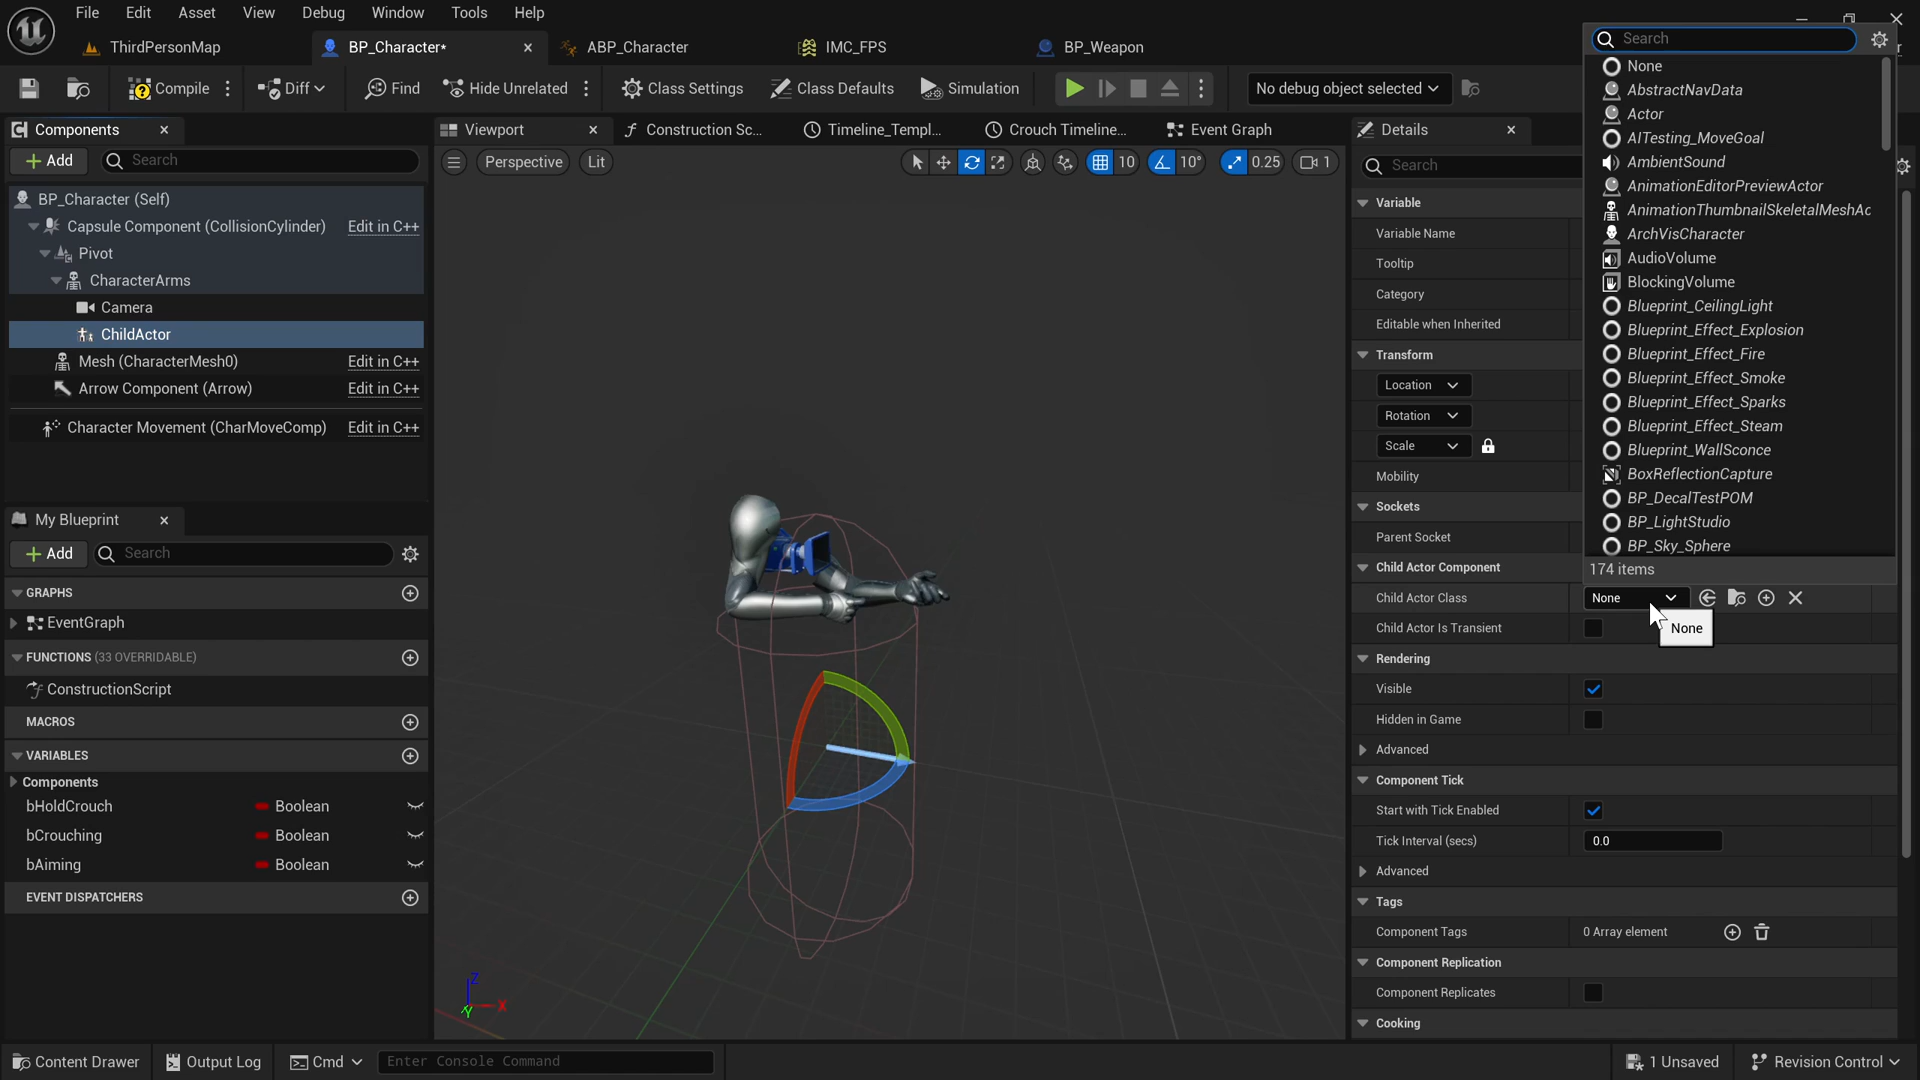 File Edit Asset View Debug Window Tools Help
ThirdPersonMap BP_Character* ABP_Character IMC_FPS BP_Weapon
Compile Diff Find Hide Unrelated Class Settings Class Defaults Simulation No debug object selected
Components
Add Search
BP_Character (Self)
Capsule Component (CollisionCylinder) Edit in C++
Pivot
CharacterArms
Camera
ChildActor
Mesh (CharacterMesh0) Edit in C++
Arrow Component (Arrow) Edit in C++
Character Movement (CharMoveComp) Edit in C++
My Blueprint
Add Search
GRAPHS
EventGraph
FUNCTIONS (33 OVERRIDABLE)
ConstructionScript
MACROS
VARIABLES
Components
bHoldCrouch Boolean
bCrouching Boolean
bAiming Boolean
EVENT DISPATCHERS
Viewport Construction Sc... Timeline_Templ... Crouch Timeline... Event Graph
Perspective Lit 10 10° 0.25 1
Z
X
Y
Details
Search
Variable
Variable Name
Tooltip
Category
Editable when Inherited
Transform
Location
Rotation
Scale
Mobility
Sockets
Parent Socket
Child Actor Component
Child Actor Class None
None
Child Actor Is Transient
Rendering
Visible
Hidden in Game
Advanced
Component Tick
Start with Tick Enabled
Tick Interval (secs) 0.0
Advanced
Tags
Component Tags 0 Array element
Component Replication
Component Replicates
Cooking
Search
None
AbstractNavData
Actor
AITesting_MoveGoal
AmbientSound
AnimationEditorPreviewActor
AnimationThumbnailSkeletalMeshAc
ArchVisCharacter
AudioVolume
BlockingVolume
Blueprint_CeilingLight
Blueprint_Effect_Explosion
Blueprint_Effect_Fire
Blueprint_Effect_Smoke
Blueprint_Effect_Sparks
Blueprint_Effect_Steam
Blueprint_WallSconce
BoxReflectionCapture
BP_DecalTestPOM
BP_LightStudio
BP_Sky_Sphere
174 items
Content Drawer Output Log Cmd Enter Console Command 1 Unsaved Revision Control